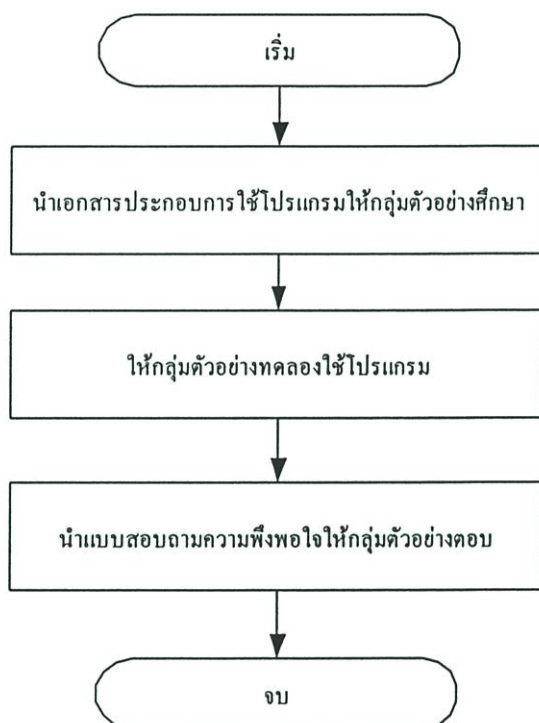 เริ่ม
นำเอกสารประกอบการใช้โปรแกรมให้กลุ่มตัวอย่างศึกษา
ให้กลุ่มตัวอย่างทดลองใช้โปรแกรม
นำแบบสอบถามความพึงพอใจให้กลุ่มตัวอย่างตอบ
จบ